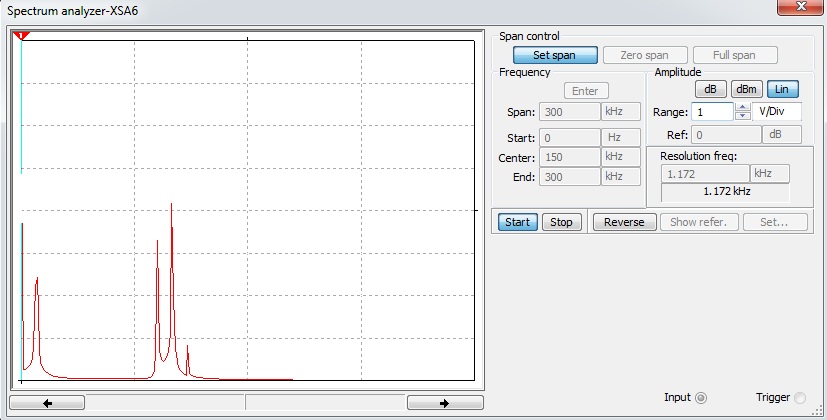 Spectrum analyzer-XSA6
1
Span control
Set span Zero span Full span
Frequency
Enter
Span: 300 kHz
Start: 0 Hz
Center: 150 kHz
End: 300 kHz
Amplitude
dB dBm Lin
Range: 1 V/Div
Ref: 0 dB
Resolution freq:
1.172 kHz
1.172 kHz
Start Stop Reverse Show refer. Set...
Input Trigger